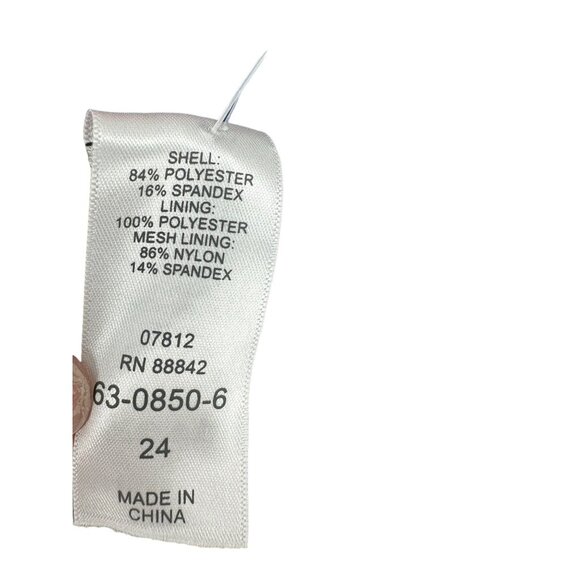 SHELL:
84% POLYESTER
16% SPANDEX
LINING:
100% POLYESTER
MESH LINING:
86% NYLON
14% SPANDEX
07812
RN 88842
63-0850-6
24
MADE IN
CHINA